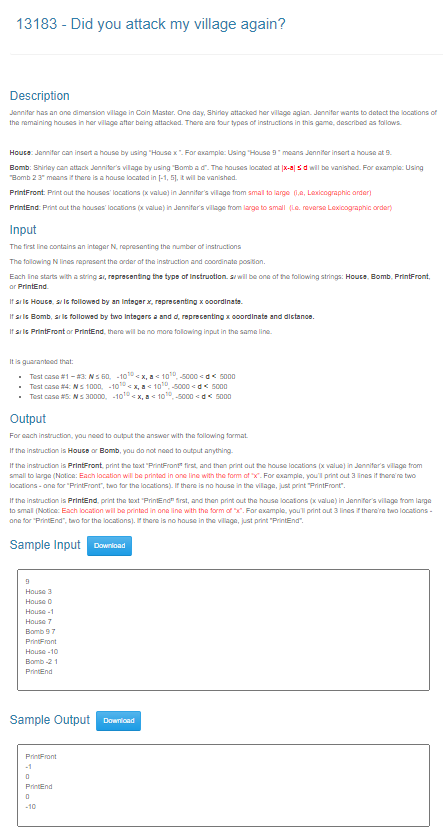 13183 - Did you attack my village again?
Description
Jennifer has an one dimension village in Coin Master. One day, Shirley attacked her village agian. Jennifer wants to detect the locations of
the remaining houses in her village after being attacked. There are four types of instructions in this game, described as follows.
House: Jennifer can insert a house by using "House x ". For example: Using "House 9 " means Jennifer insert a house at 9.
Bomb: Shirley can attack Jennifer's village by using "Bomb a d". The houses located at |x-a| ≤ d will be vanished. For example: Using
"Bomb 2 3" means if there is a house located in [-1, 5], it will be vanished.
PrintFront: Print out the houses' locations (x value) in Jennifer's village from small to large (i.e. Lexicographic order)
PrintEnd: Print out the houses' locations (x value) in Jennifer's village from large to small (i.e. reverse Lexicographic order)
Input
The first line contains an integer N, representing the number of instructions
The following N lines represent the order of the instruction and coordinate position.
Each line starts with a string si, representing the type of instruction. si will be one of the following strings: House, Bomb, PrintFront,
or PrintEnd.
If si is House, si is followed by an integer x, representing x coordinate.
If si is Bomb, si is followed by two integers a and d, representing x coordinate and distance.
If si is PrintFront or PrintEnd, there will be no more following input in the same line.
It is guaranteed that:
• Test case #1 ~ #3: N ≤ 60, -10^10 < x, a < 10^10, -5000 < d < 5000
• Test case #4: N ≤ 1000, -10^10 < x, a < 10^10, -5000 < d < 5000
• Test case #5: N ≤ 30000, -10^10 < x, a < 10^10, -5000 < d < 5000
Output
For each instruction, you need to output the answer with the following format.
If the instruction is House or Bomb, you do not need to output anything.
If the instruction is PrintFront, print the text "PrintFront" first, and then print out the house locations (x value) in Jennifer's village from
small to large (Notice: Each location will be printed in one line with the form of "x". For example, you'll print out 3 lines if there're two
locations - one for "PrintFront", two for the locations). If there is no house in the village, just print "PrintFront".
If the instruction is PrintEnd, print the text "PrintEnd" first, and then print out the house locations (x value) in Jennifer's village from large
to small (Notice: Each location will be printed in one line with the form of "x". For example, you'll print out 3 lines if there're two locations -
one for "PrintEnd", two for the locations). If there is no house in the village, just print "PrintEnd".
Sample Input Download
9
House 3
House 0
House -1
House 7
Bomb 9 7
PrintFront
House -10
Bomb -2 1
PrintEnd
Sample Output Download
PrintFront
-1
0
PrintEnd
0
-10